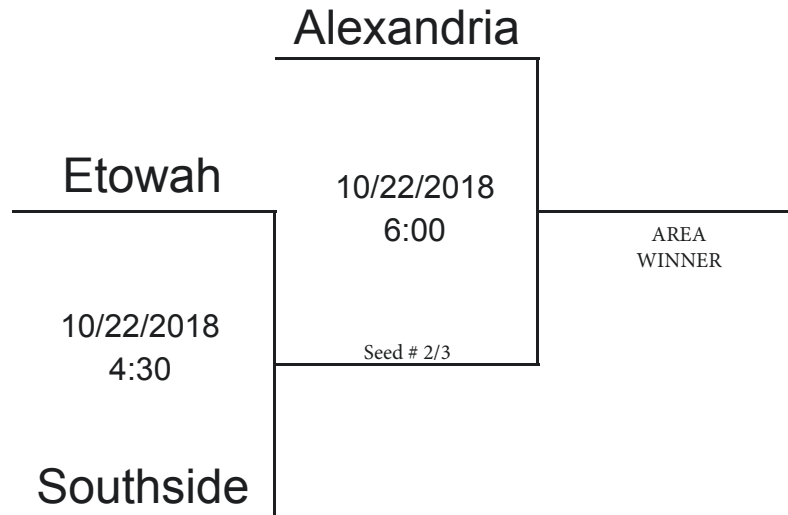 Alexandria
Etowah
10/22/2018
6:00
AREA
WINNER
10/22/2018
4:30
Seed # 2/3
Southside